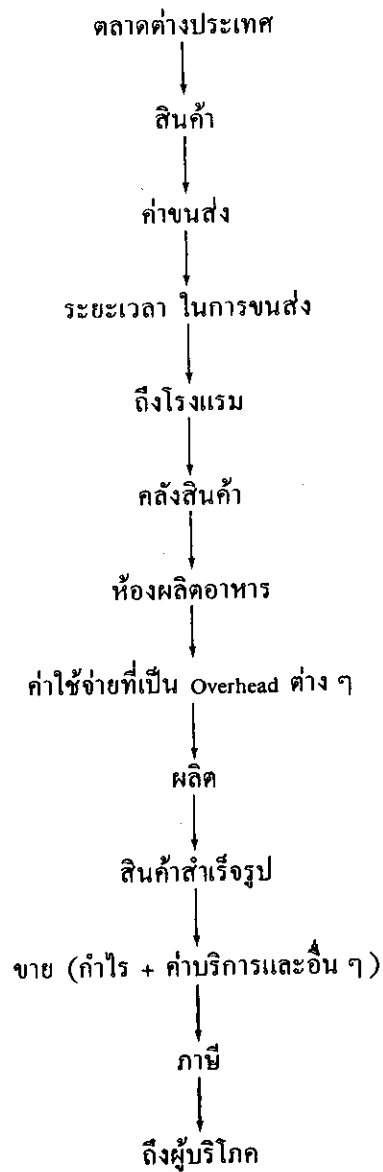 ตลาดต่างประเทศ
สินค้า
ค่าขนส่ง
ระยะเวลา ในการขนส่ง
ถึงโรงแรม
คลังสินค้า
ห้องผลิตอาหาร
ค่าใช้จ่ายที่เป็น Overhead ต่าง ๆ
ผลิต
สินค้าสำเร็จรูป
ขาย (กำไร + ค่าบริการและอื่น ๆ)
ภาษี
ถึงผู้บริโภค